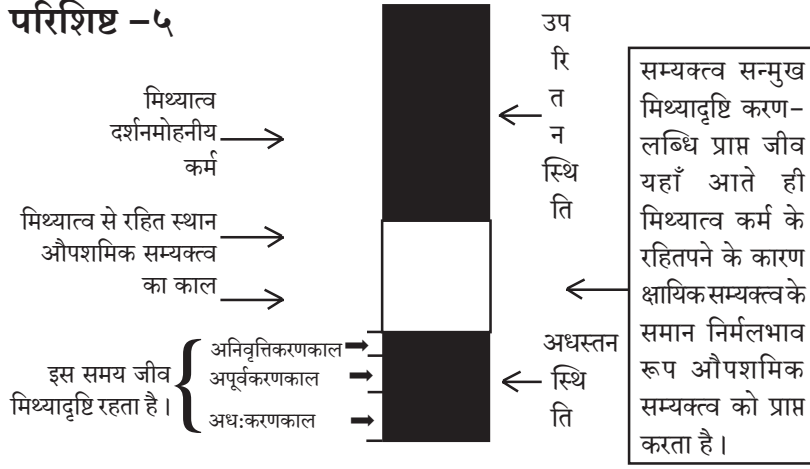 परिशिष्ट –५
मिथ्यात्व
दर्शनमोहनीय
कर्म
मिथ्यात्व से रहित स्थान
औपशमिक सम्यक्त्व
का काल
इस समय जीव
मिथ्यादृष्टि रहता है।
अनिवृत्तिकरणकाल
अपूर्वकरणकाल
अध:करणकाल
उप
रि
त
न
स्थि
ति
अधस्तन
स्थि
ति
सम्यक्त्व सन्मुख
मिथ्यादृष्टि करण–
लब्धि प्राप्त जीव
यहाँ आते ही
मिथ्यात्व कर्म के
रहितपने के कारण
क्षायिक सम्यक्त्व के
समान निर्मलभाव
रूप औपशमिक
सम्यक्त्व को प्राप्त
करता है।